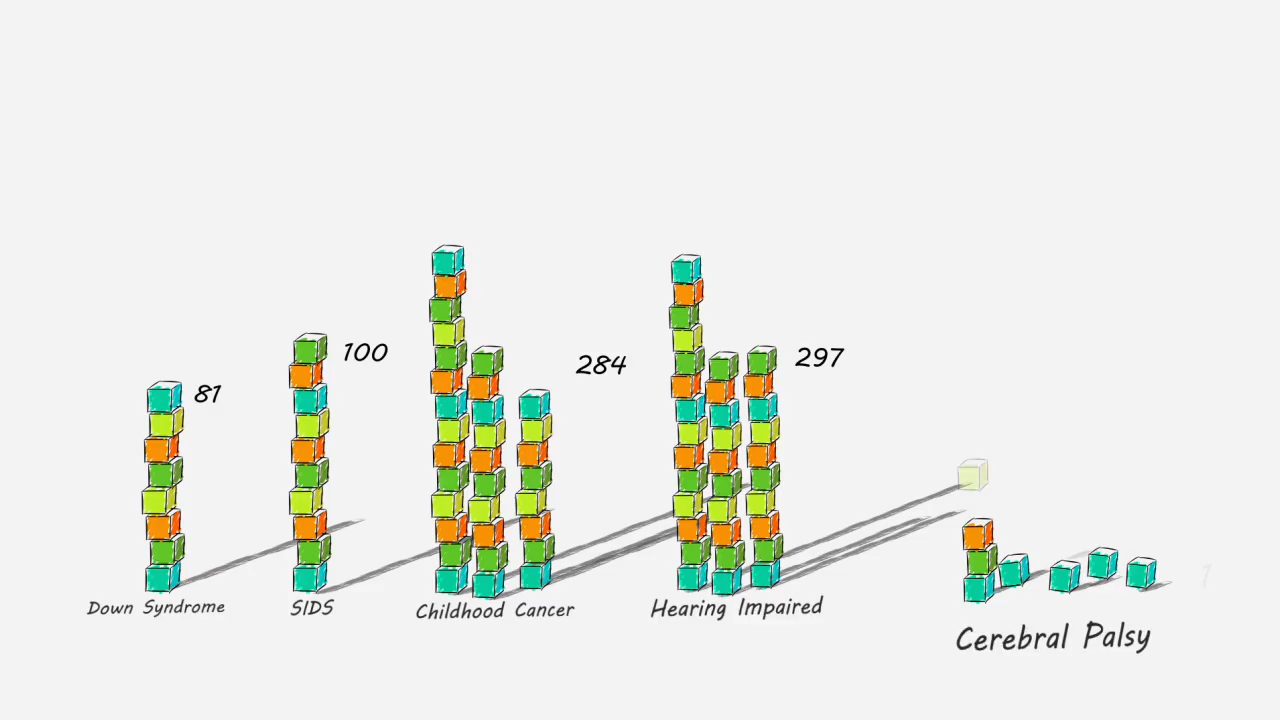 81
100
284
297
Down Syndrome
SIDS
Childhood Cancer
Hearing Impaired
Cerebral Palsy